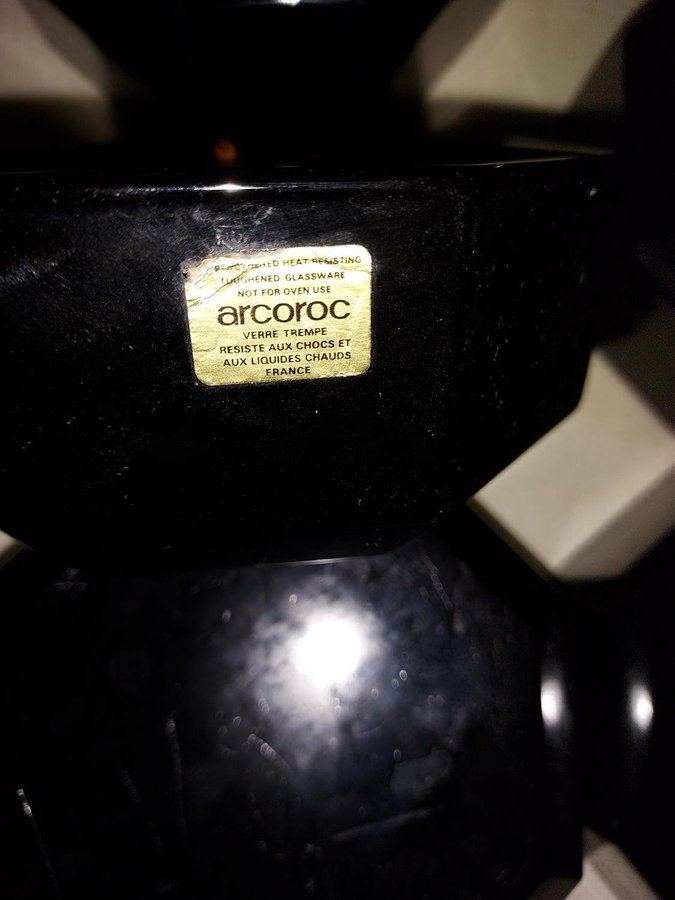 HEAT RESISTING
TOUGHENED GLASSWARE
NOT FOR OVEN USE
arcoroc
VERRE TREMPE
RESISTE AUX CHOCS ET
AUX LIQUIDES CHAUDS
FRANCE